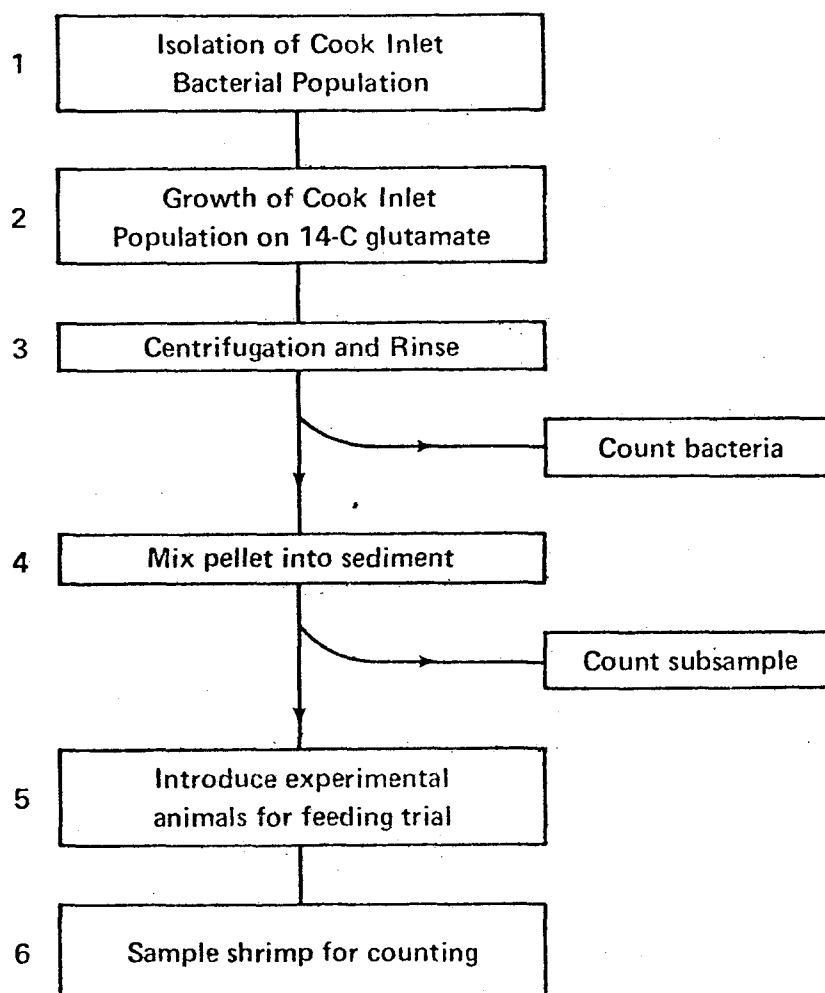 1
Isolation of Cook Inlet
Bacterial Population
2
Growth of Cook Inlet
Population on 14-C glutamate
3
Centrifugation and Rinse
Count bacteria
4
Mix pellet into sediment
Count subsample
5
Introduce experimental
animals for feeding trial
6
Sample shrimp for counting